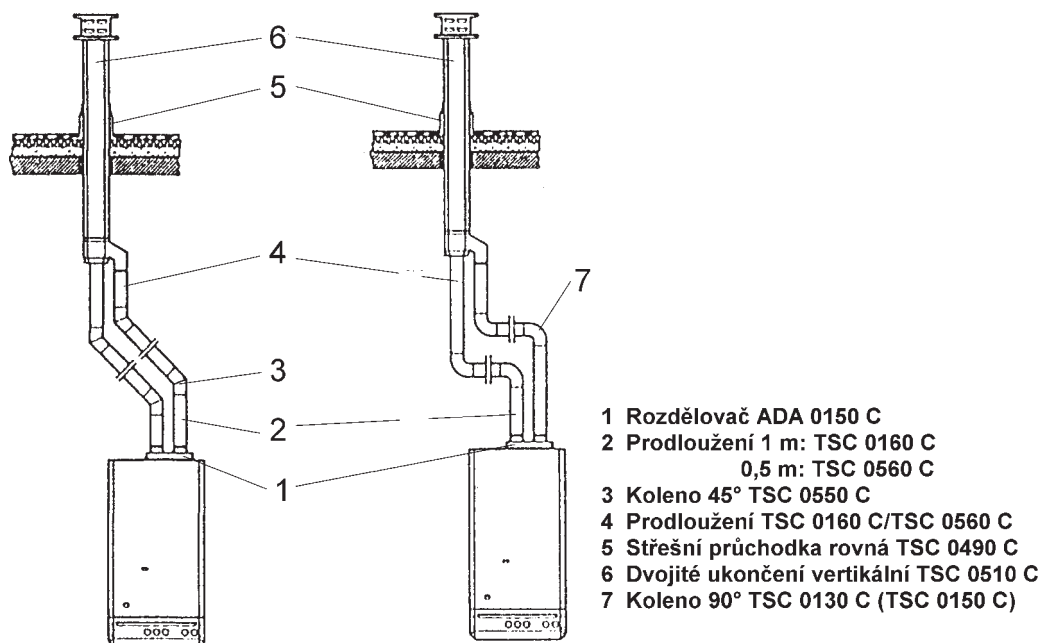 6
5
4
7
3
2
1
1 Rozdělovač ADA 0150 C
2 Prodloužení 1 m: TSC 0160 C
0,5 m: TSC 0560 C
3 Koleno 45° TSC 0550 C
4 Prodloužení TSC 0160 C/TSC 0560 C
5 Střešní průchodka rovná TSC 0490 C
6 Dvojité ukončení vertikální TSC 0510 C
7 Koleno 90° TSC 0130 C (TSC 0150 C)